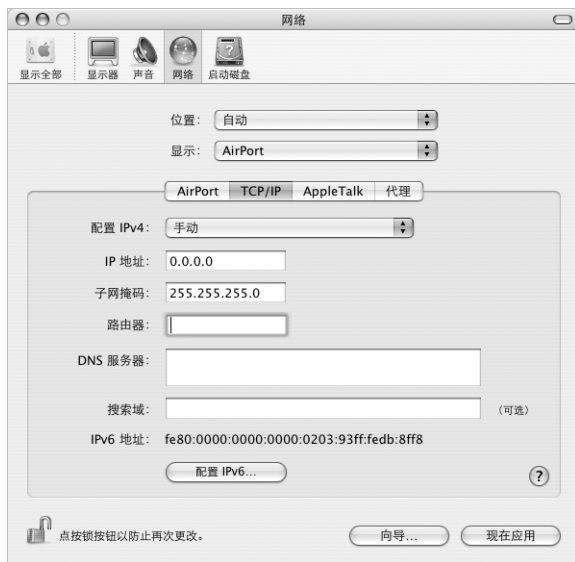 网络
显示全部 显示器 声音 网络 启动磁盘
位置： 自动
显示： AirPort
AirPort TCP/IP AppleTalk 代理
配置 IPv4： 手动
IP 地址： 0.0.0.0
子网掩码： 255.255.255.0
路由器：
DNS 服务器：
搜索域： （可选）
IPv6 地址： fe80:0000:0000:0000:0203:93ff:fedb:8ff8
配置 IPv6...
?
点按锁按钮以防止再次更改。 向导... 现在应用